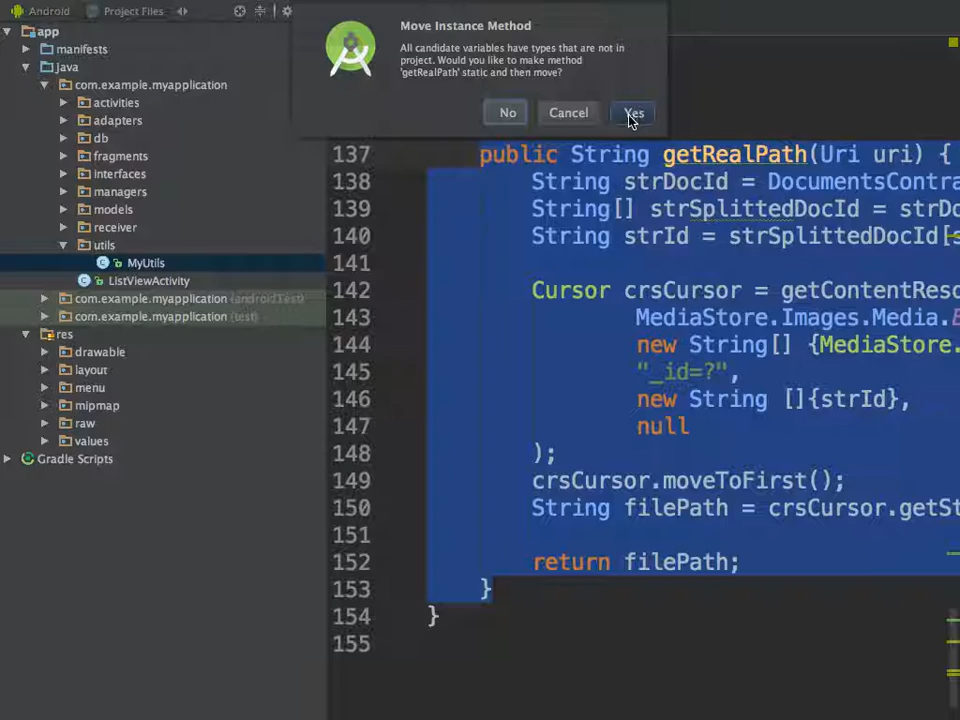 Android Project Files
Move Instance Method
All candidate variables have types that are not in
project. Would you like to make method
'getRealPath' static and then move?
No Cancel Yes
app
manifests
java
com.example.myapplication
activities
adapters
db
fragments
interfaces
managers
models
receiver
utils
MyUtils
ListViewActivity
com.example.myapplication (androidTest)
com.example.myapplication (test)
res
drawable
layout
menu
mipmap
raw
values
Gradle Scripts
137 public String getRealPath(Uri uri) {
138 String strDocId = DocumentsContra
139 String[] strSplittedDocId = strDo
140 String strId = strSplittedDocId[s
141
142 Cursor crsCursor = getContentReso
143 MediaStore.Images.Media.E
144 new String[] {MediaStore.
145 "_id=?",
146 new String []{strId},
147 null
148 );
149 crsCursor.moveToFirst();
150 String filePath = crsCursor.getSt
151
152 return filePath;
153 }
154 }
155